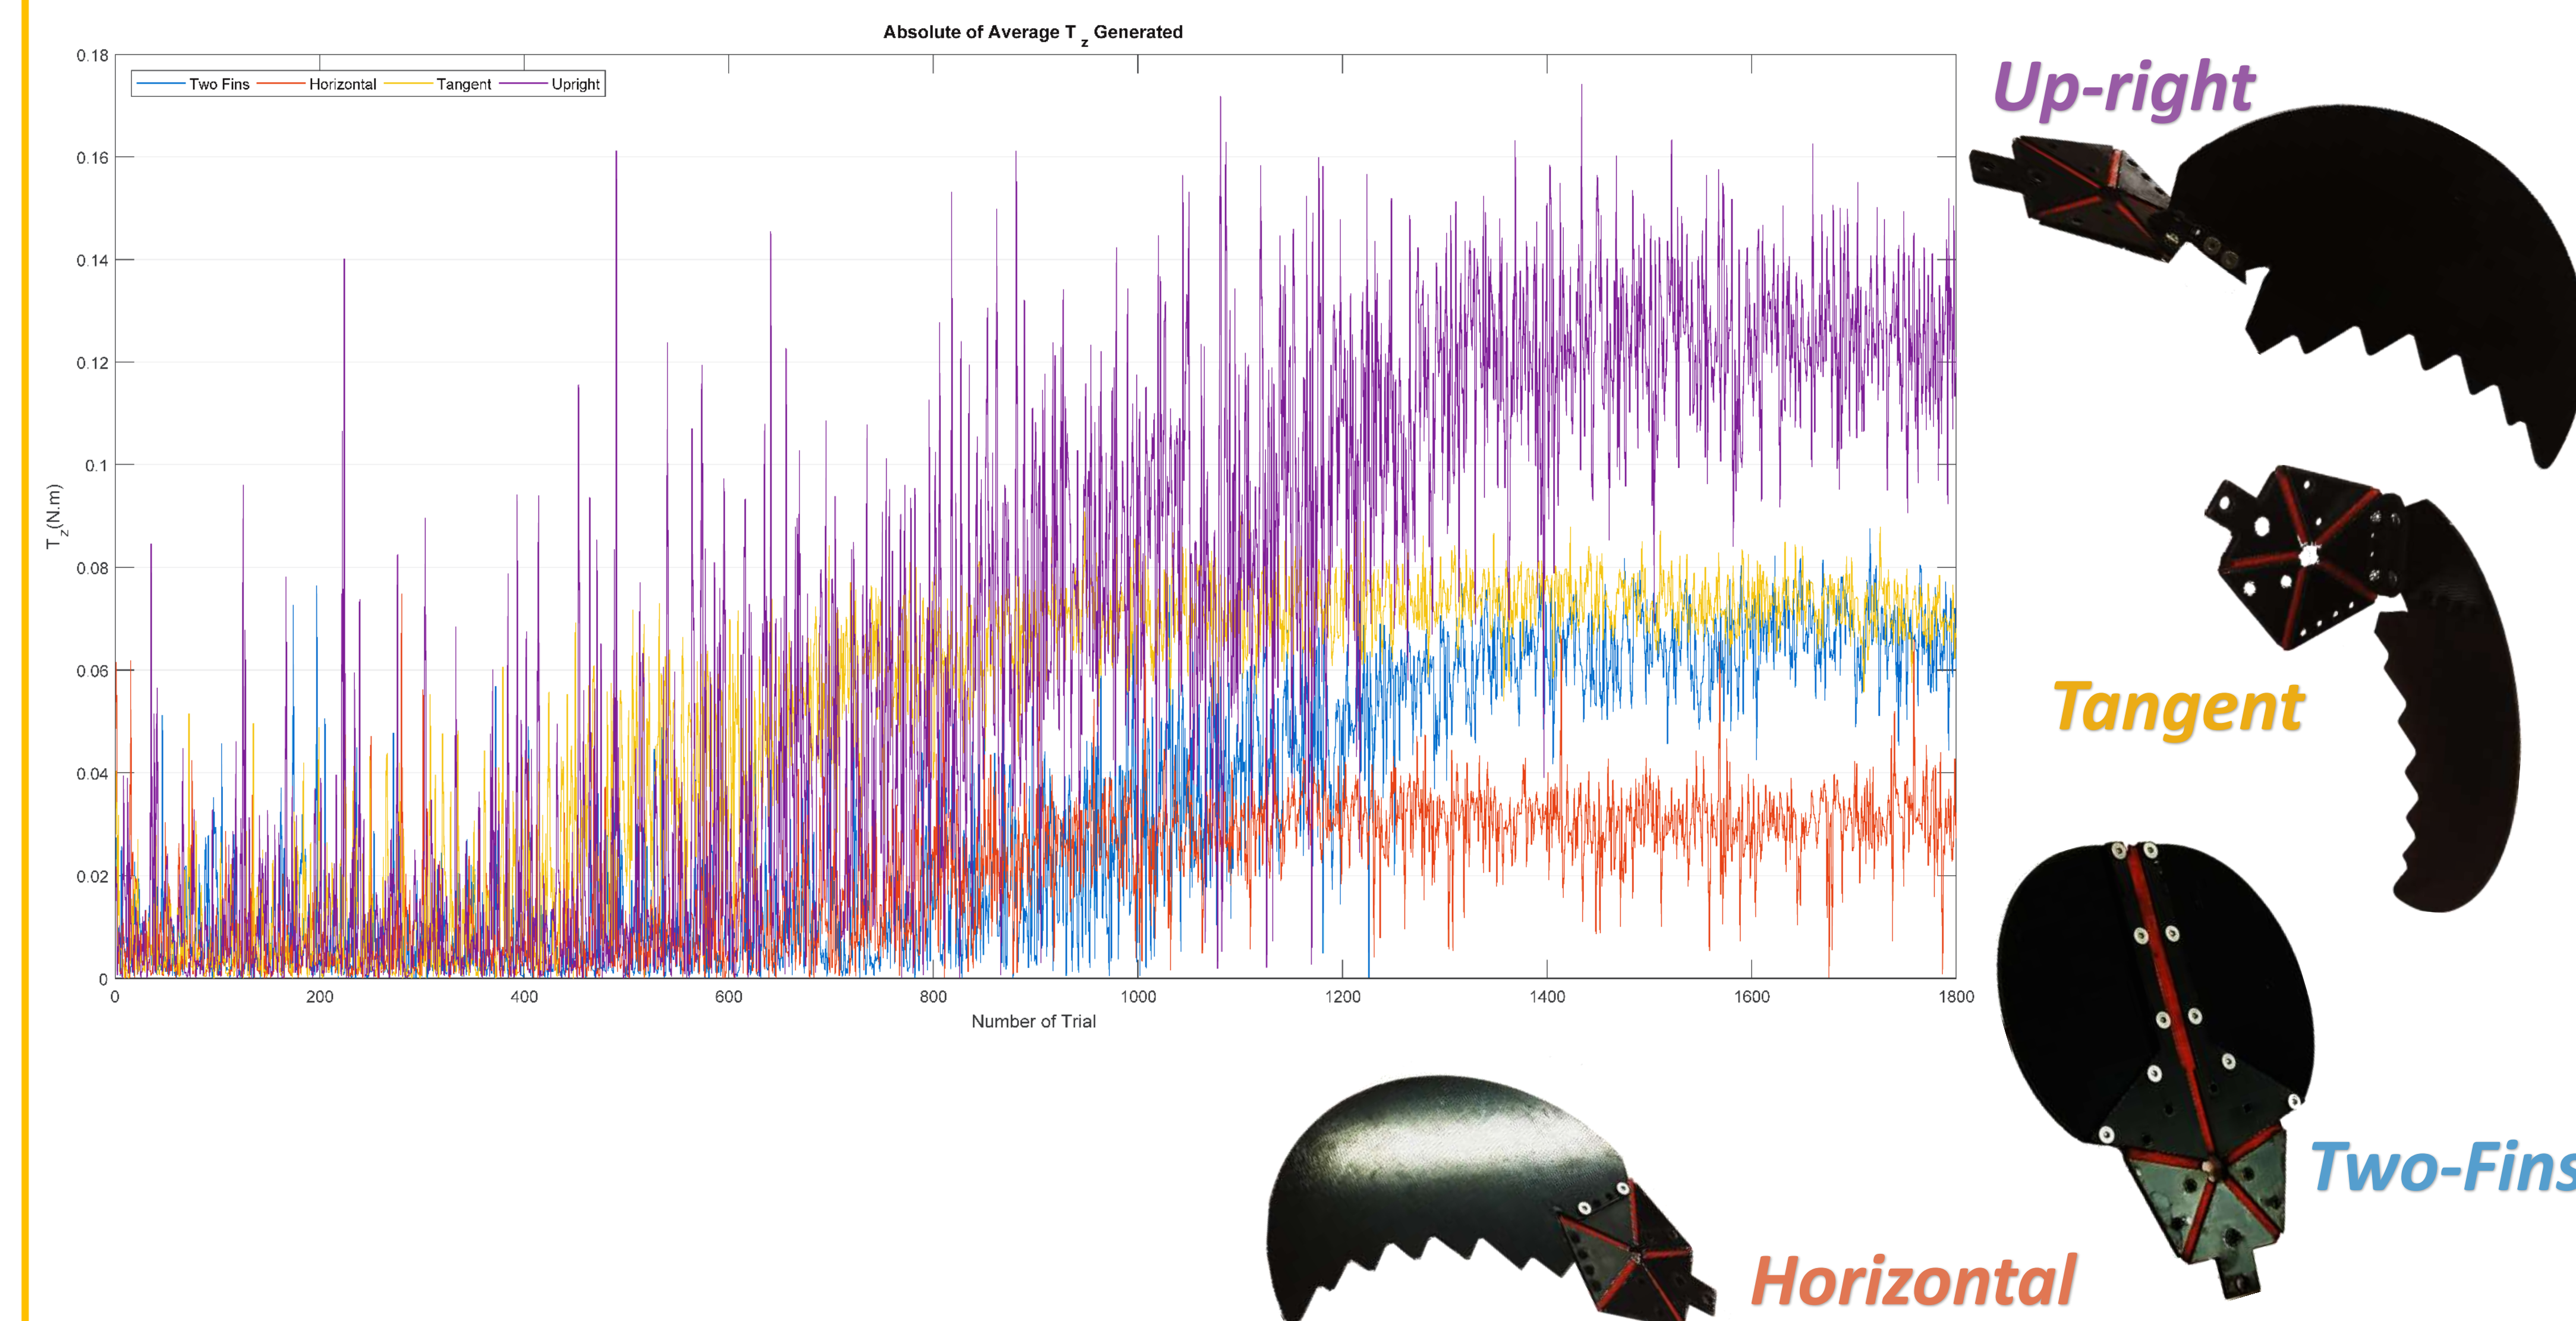 Absolute of Average T z Generated
0.18
0.16
0.14
0.12
0.1
0.08
0.06
0.04
0.02
0
Two Fins Horizontal Tangent Upright
T z (N.m)
0 200 400 600 800 1000 1200 1400 1600 1800
Number of Trial
Up-right
Tangent
Two-Fins
Horizontal